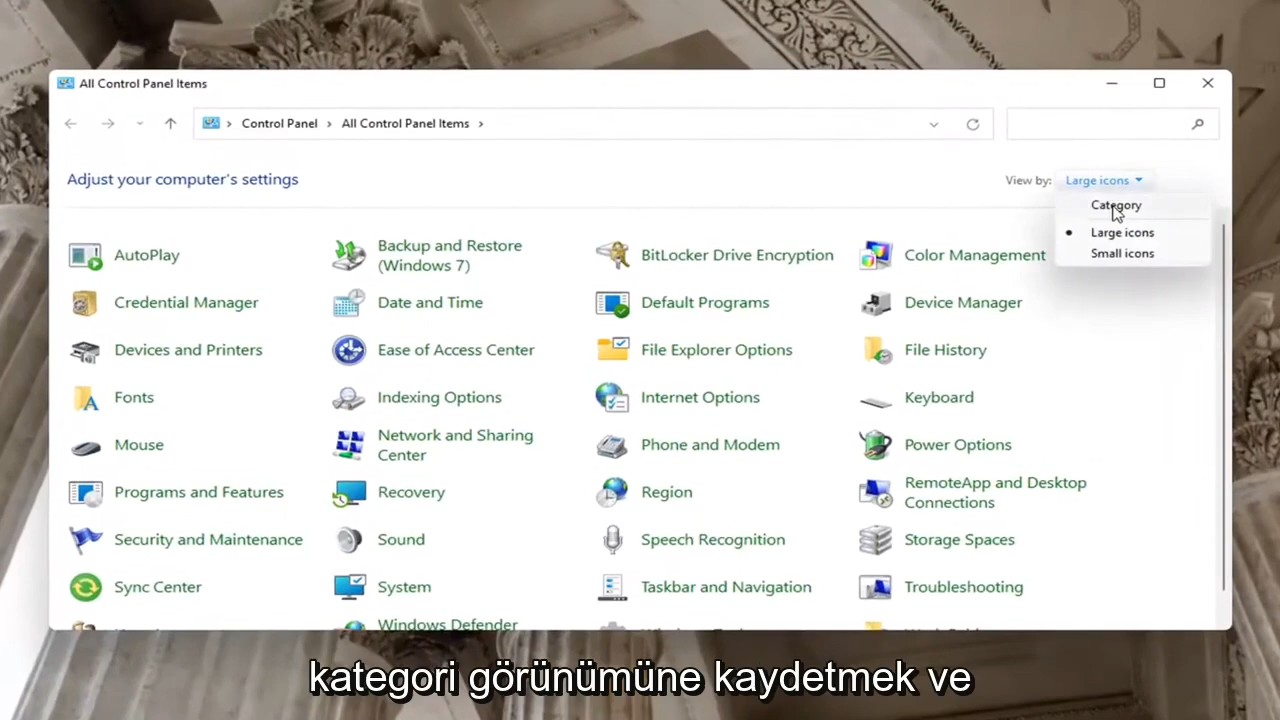 All Control Panel Items
Control Panel
All Control Panel Items
Adjust your computer's settings
View by:
Large icons
Category
Large icons
Small icons
AutoPlay
Backup and Restore
(Windows 7)
BitLocker Drive Encryption
Color Management
Credential Manager
Date and Time
Default Programs
Device Manager
Devices and Printers
Ease of Access Center
File Explorer Options
File History
Fonts
Indexing Options
Internet Options
Keyboard
Mouse
Network and Sharing
Center
Phone and Modem
Power Options
Programs and Features
Recovery
Region
RemoteApp and Desktop
Connections
Security and Maintenance
Sound
Speech Recognition
Storage Spaces
Sync Center
System
Taskbar and Navigation
Troubleshooting
Windows Defender
kategori görünümüne kaydetmek ve